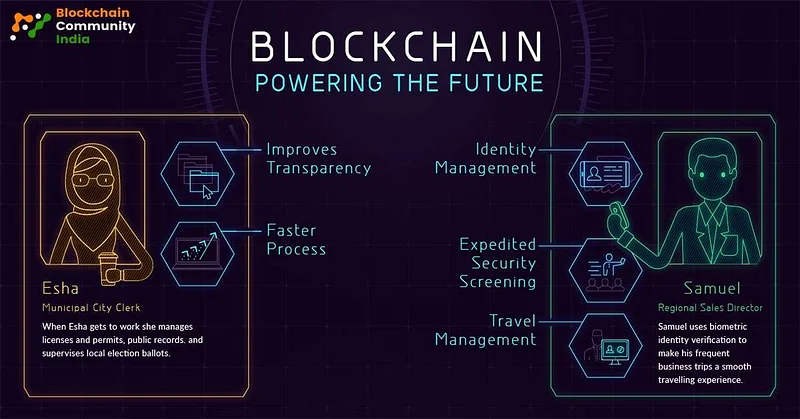 Blockchain
Community
India
BLOCKCHAIN
POWERING THE FUTURE
Improves
Transparency
Faster
Process
Esha
Municipal City Clerk
When Esha gets to work she manages
licenses and permits, public records. and
supervises local election ballots.
Identity
Management
Expedited
Security
Screening
Travel
Management
Samuel
Regional Sales Director
Samuel uses biometric
identity verification to
make his frequent
business trips a smooth
travelling experience.